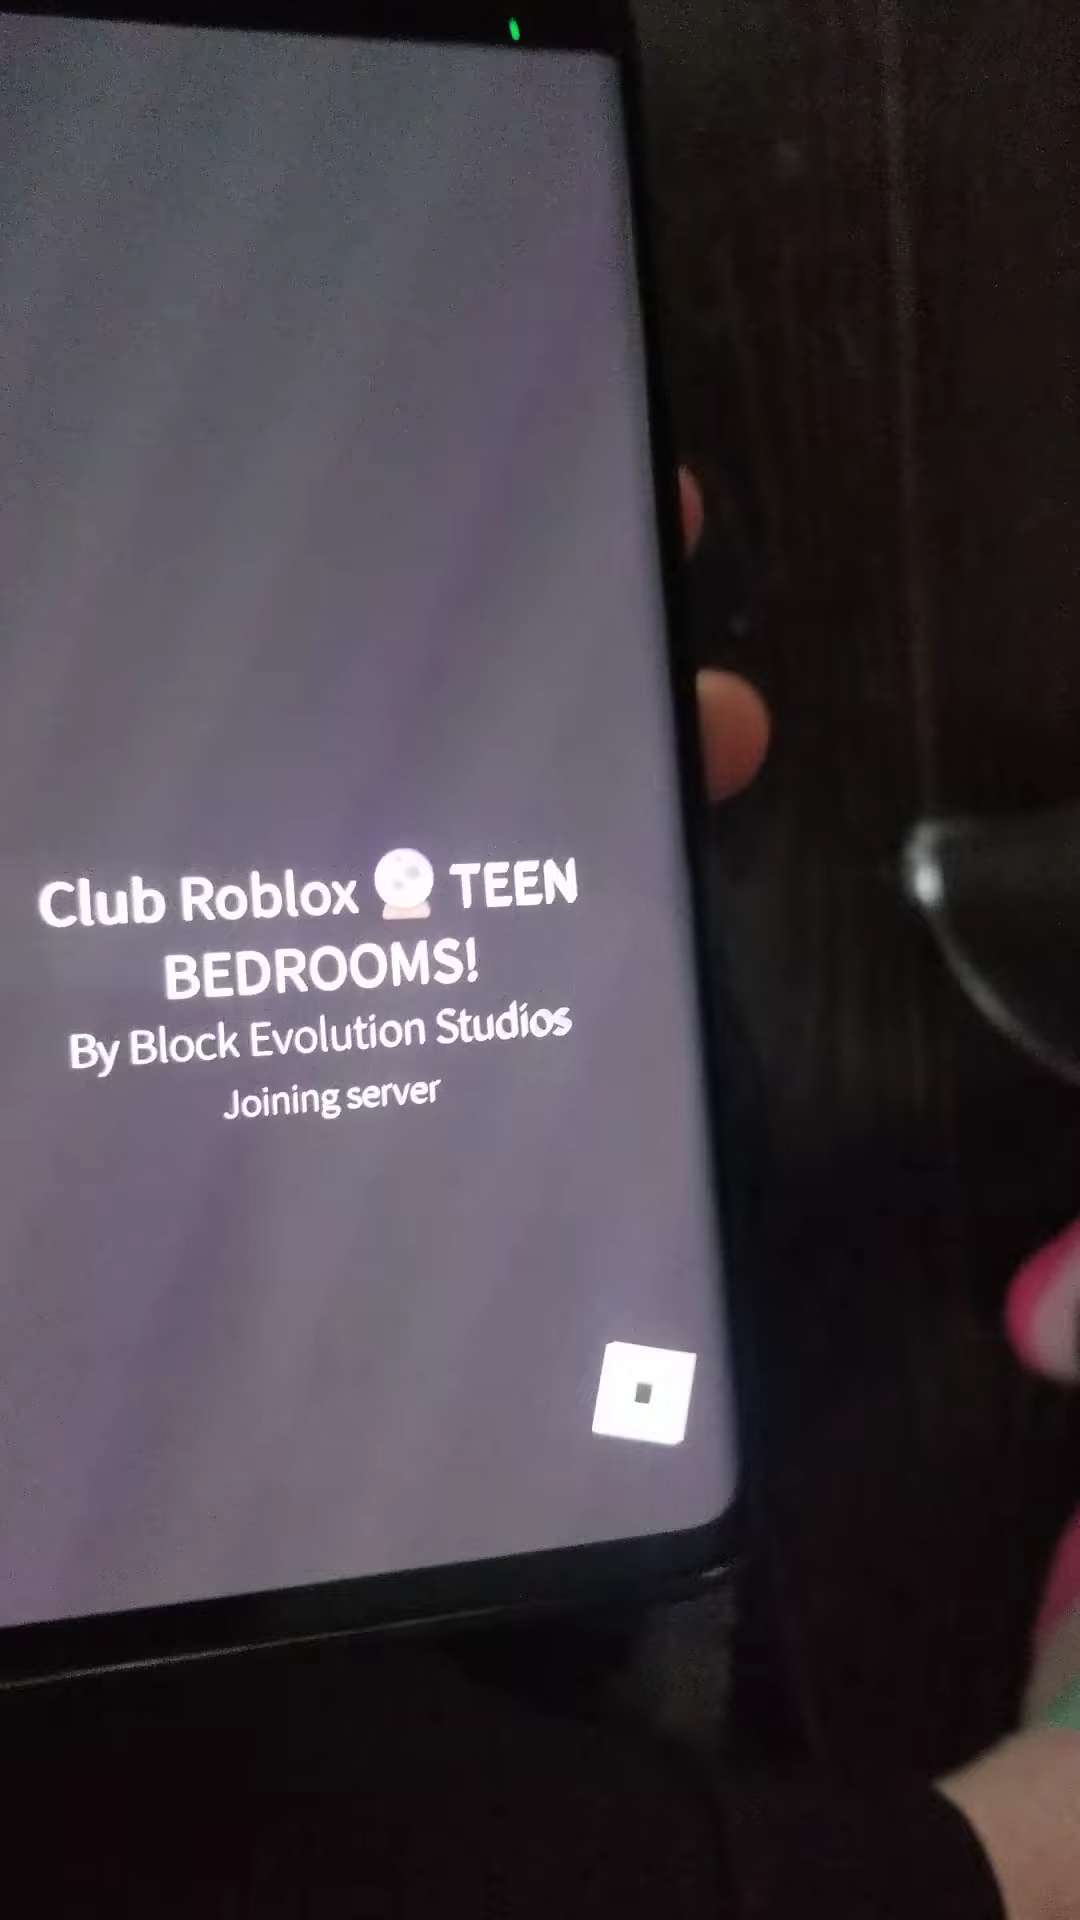 Club Roblox 🔮 TEEN
BEDROOMS!
By Block Evolution Studios
Joining server